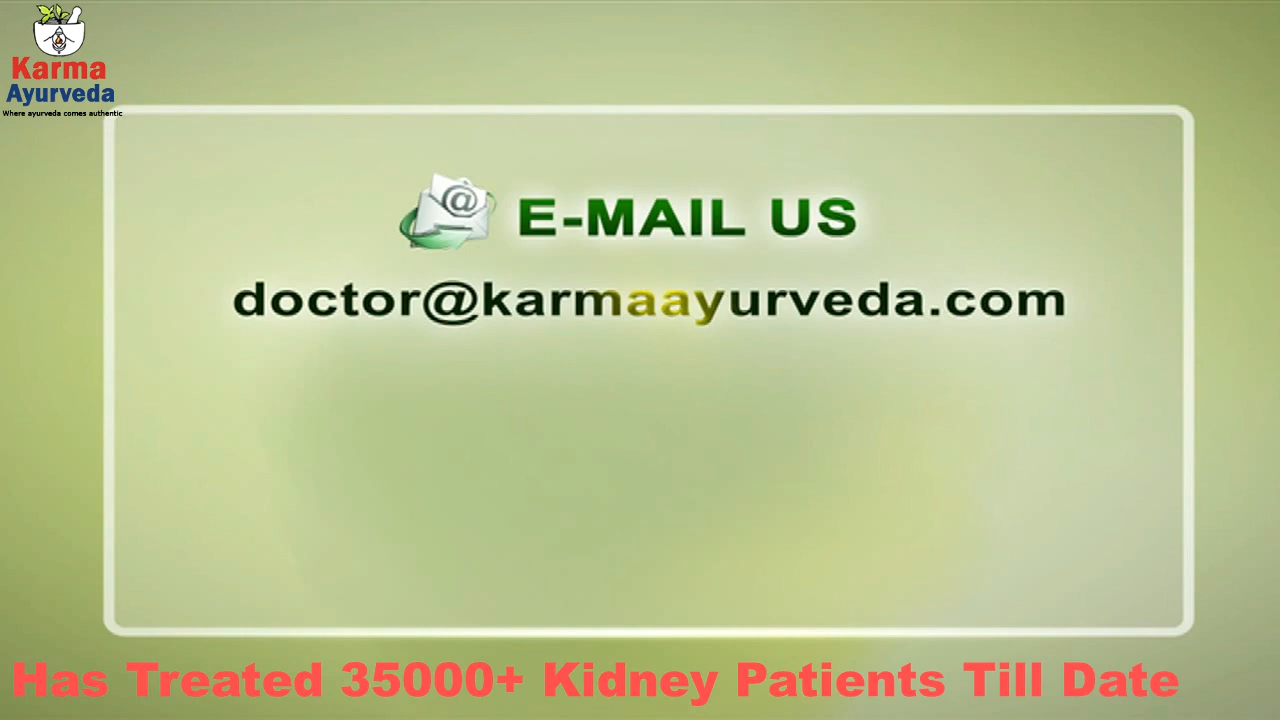 Karma
Ayurveda
Where ayurveda comes authentic
E-MAIL US
doctor@karmaayurveda.com
Has Treated 35000+ Kidney Patients Till Date